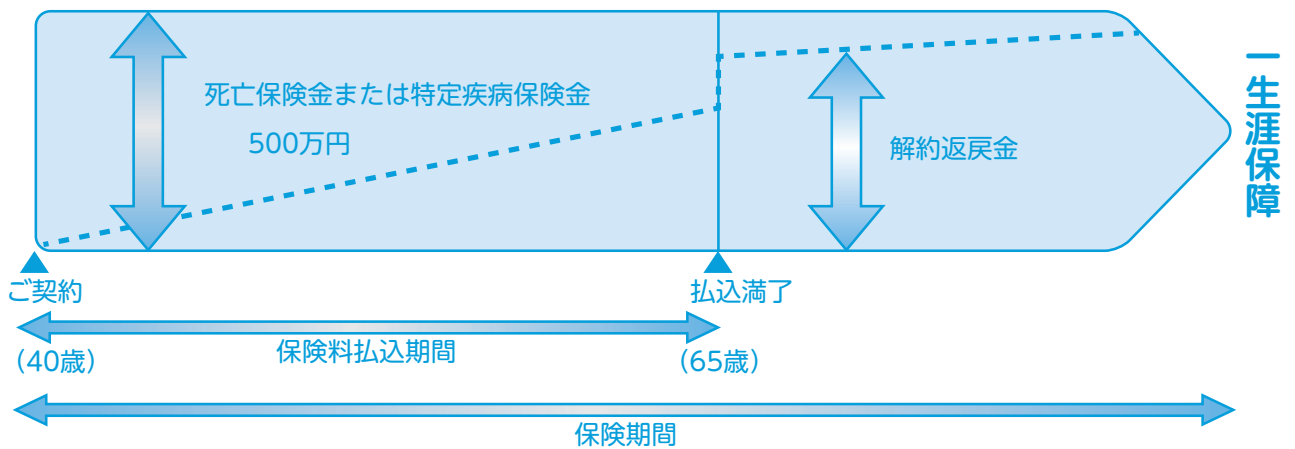 死亡保険金または特定疾病保険金
500万円
解約返戻金
一生涯保障
ご契約
払込満了
保険料払込期間
（40歳）
（65歳）
保険期間